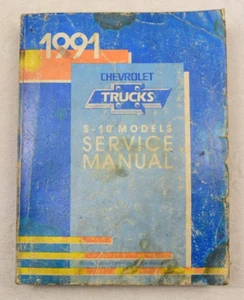 1991
CHEVROLET
TRUCKS
S-10 MODELS
SERVICE
MANUAL